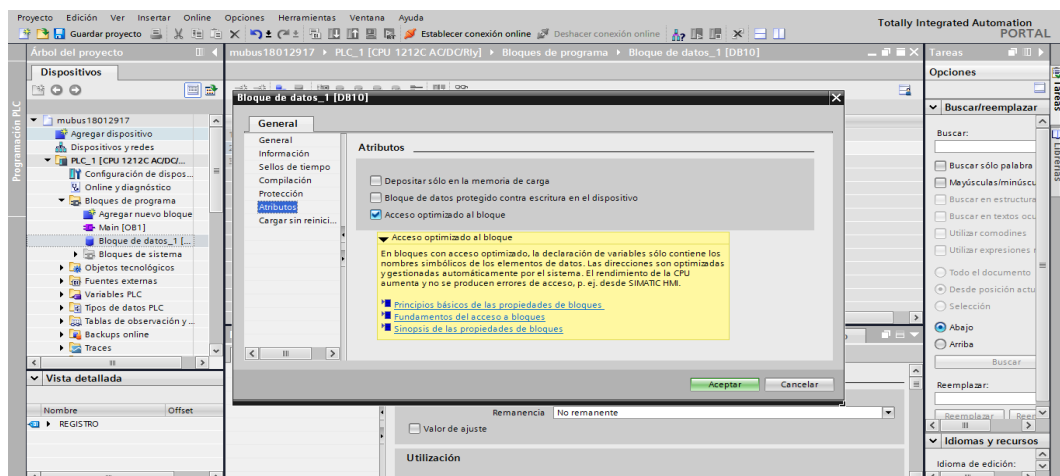 Proyecto Edición Ver Insertar Online Opciones Herramientas Ventana Ayuda
Totally Integrated Automation
PORTAL
Guardar proyecto
Establecer conexión online
Deshacer conexión online
Árbol del proyecto
mubus18012917 PLC_1 [CPU 1212C AC/DC/Rly] Bloques de programa Bloque de datos_1 [DB10]
Tareas
Dispositivos
Opciones
Programación PLC
mubus18012917
Agregar dispositivo
Dispositivos y redes
PLC_1 [CPU 1212C AC/DC/...
Configuración de dispos...
Online y diagnóstico
Bloques de programa
Agregar nuevo bloque
Main [OB1]
Bloque de datos_1 [...
Bloques de sistema
Objetos tecnológicos
Fuentes externas
Variables PLC
Tipos de datos PLC
Tablas de observación y ...
Backups online
Traces
Vista detallada
Nombre Offset
REGISTRO
Bloque de datos_1 [DB10]
General
General
Información
Sellos de tiempo
Compilación
Protección
Atributos
Cargar sin reinici...
Atributos
Depositar sólo en la memoria de carga
Bloque de datos protegido contra escritura en el dispositivo
Acceso optimizado al bloque
Acceso optimizado al bloque
En bloques con acceso optimizado, la declaración de variables sólo contiene los
nombres simbólicos de los elementos de datos. Las direcciones son optimizadas
y gestionadas automáticamente por el sistema. El rendimiento de la CPU
aumenta y no se producen errores de acceso, p. ej. desde SIMATIC HMI.
Principios básicos de las propiedades de bloques
Fundamentos del acceso a bloques
Sinopsis de las propiedades de bloques
Aceptar Cancelar
Remanencia No remanente
Valor de ajuste
Utilización
Buscar/reemplazar
Buscar:
Buscar sólo palabra
Mayúsculas/minúscu
Buscar en estructura
Buscar en textos ocu
Utilizar comodines
Utilizar expresiones r
Todo el documento
Desde posición actu
Selección
Abajo
Arriba
Buscar
Reemplazar:
Reemplazar Reer
Idiomas y recursos
Idioma de edición:
Tareas
Librerías